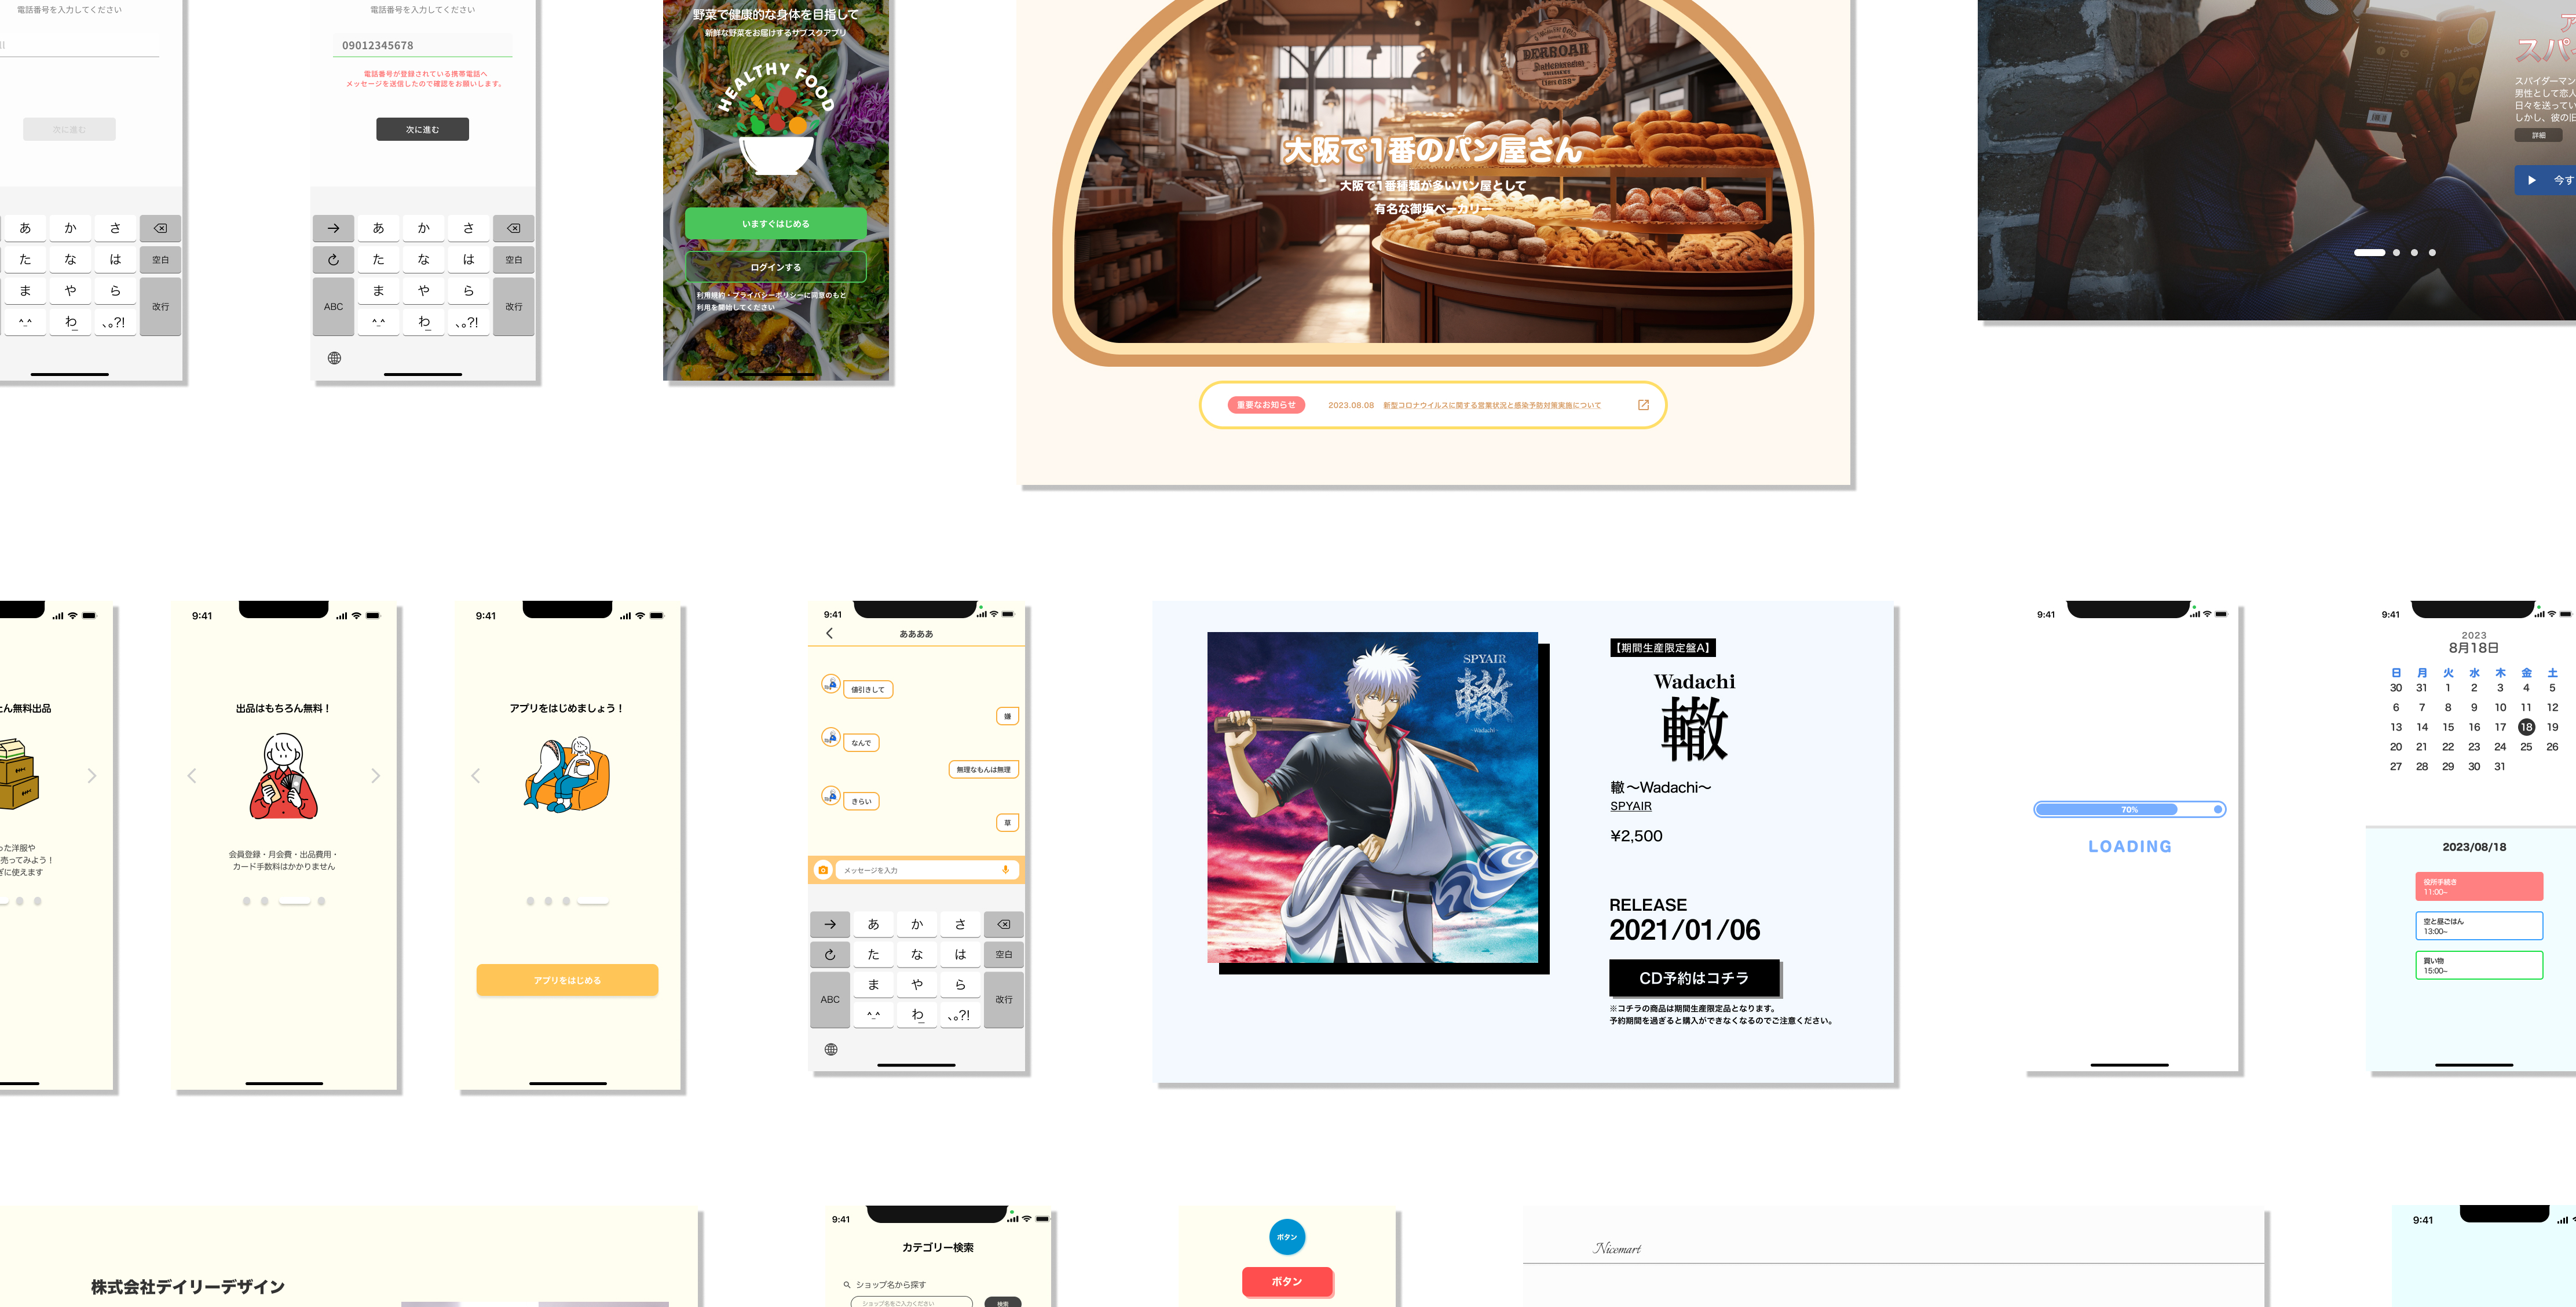 電話番号を入力してください
次に進む
あ
か
さ
た
な
は
空白
ま
や
ら
改行
^_^
わ
、。?!
電話番号を入力してください
09012345678
電話番号が登録されている携帯電話へ
メッセージを送信したので確認をお願いします。
次に進む
あ
か
さ
た
な
は
空白
ABC
ま
や
ら
改行
^_^
わ
、。?!
野菜で健康的な身体を目指して
新鮮な野菜をお届けするサブスクアプリ
HEALTHY FOOD
いますぐはじめる
ログインする
利用規約・プライバシーポリシーに同意のもと
利用を開始してください
大阪で1番のパン屋さん
大阪で1番種類が多いパン屋として
有名な御塩ベーカリー
重要なお知らせ
2023.08.08 新型コロナウイルスに関する営業状況と感染予防対策実施について
スパ
スパイダーマン
男性として恋人
日々を送ってい
しかし、彼の旧
詳細
今す
たん無料出品
った洋服や
売ってみよう！
ぎに使えます
9:41
出品はもちろん無料！
会員登録・月会費・出品費用・
カード手数料はかかりません
9:41
アプリをはじめましょう！
アプリをはじめる
9:41
ああああ
値引きして
嫌
なんで
無理なもんは無理
きらい
草
メッセージを入力
あ
か
さ
た
な
は
空白
ABC
ま
や
ら
改行
^_^
わ
、。?!
SPYAIR
轍
-Wadachi-
【期間生産限定盤A】
Wadachi
轍
轍～Wadachi～
SPYAIR
¥2,500
RELEASE
2021/01/06
CD予約はコチラ
※コチラの商品は期間生産限定品となります。
予約期間を過ぎると購入ができなくなるのでご注意ください。
9:41
70%
LOADING
9:41
2023
8月18日
日 月 火 水 木 金 土
30 31 1 2 3 4 5
6 7 8 9 10 11 12
13 14 15 16 17 18 19
20 21 22 23 24 25 26
27 28 29 30 31
2023/08/18
役所手続き
11:00~
空と昼ごはん
13:00~
買い物
15:00~
株式会社デイリーデザイン
9:41
カテゴリー検索
ショップ名から探す
ショップ名をご入力ください
検索
ボタン
ボタン
Nicemart
9:41